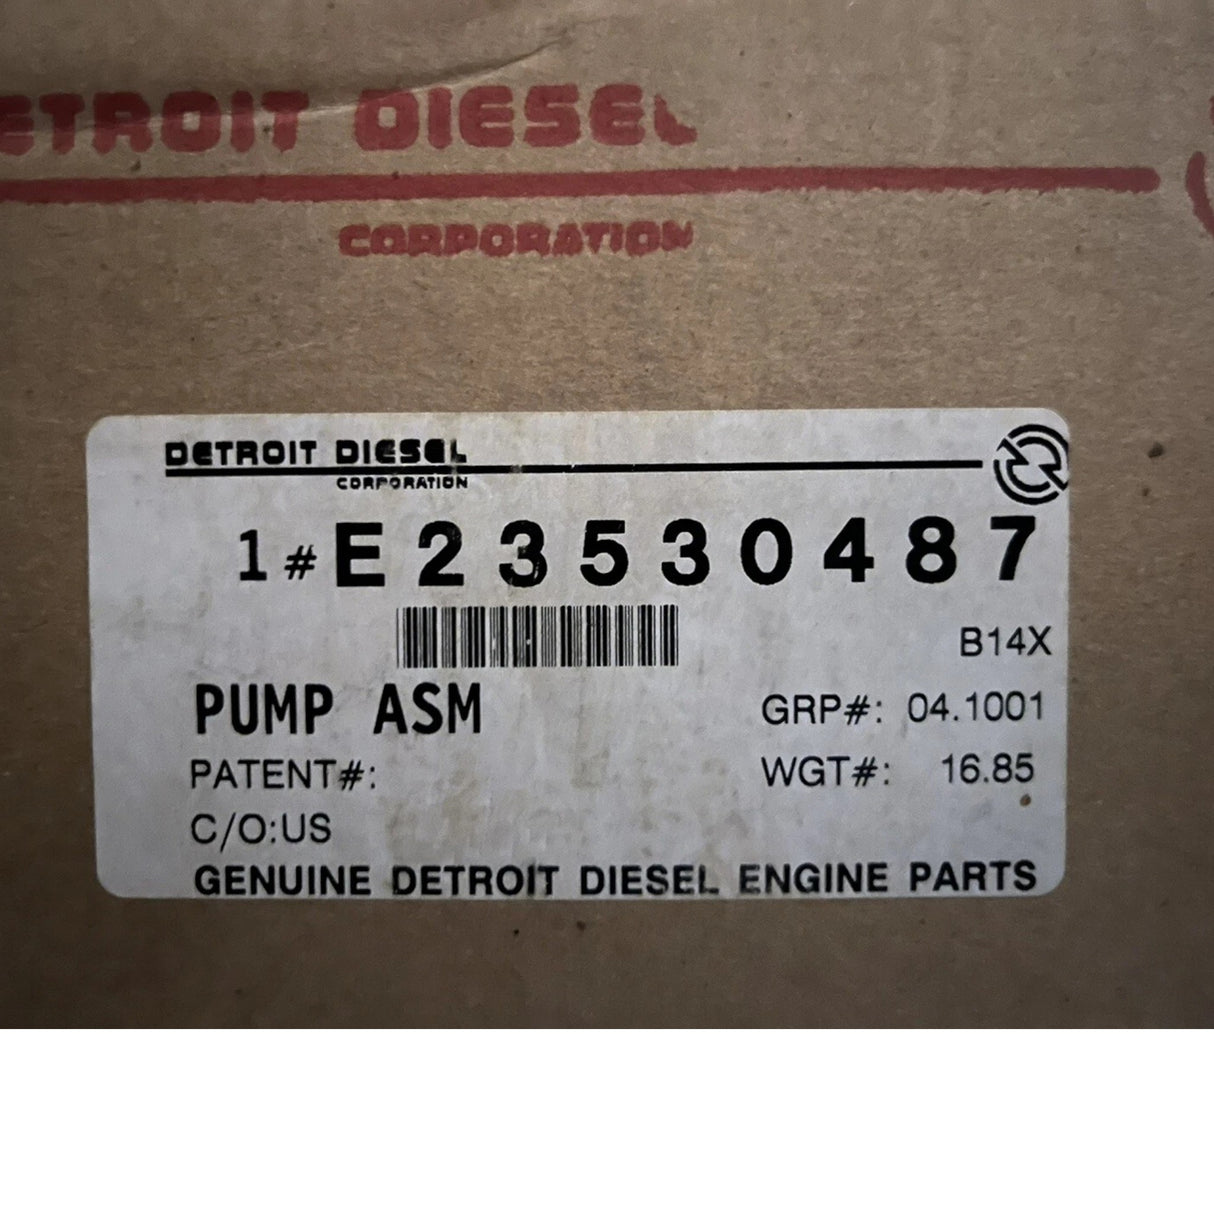 DETROIT DIESEL
CORPORATION
DETROIT DIESEL
CORPORATION
1# E23530487
B14X
PUMP ASM
GRP#: 04.1001
PATENT#:
WGT#: 16.85
C/O:US
GENUINE DETROIT DIESEL ENGINE PARTS